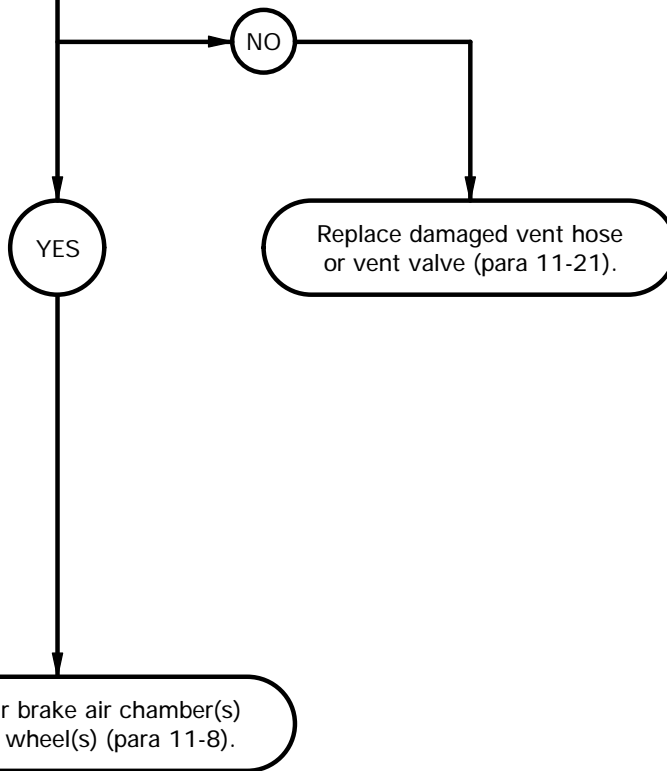 NO
YES
Replace damaged vent hose
or vent valve (para 11-21).
r brake air chamber(s)
wheel(s) (para 11-8).